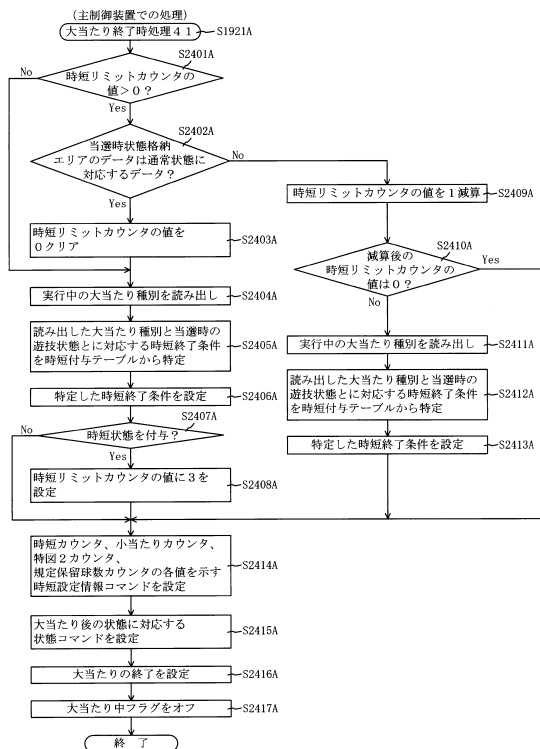 (主制御装置での処理)
大当たり終了時処理41
S1921A
S2401A
時短リミットカウンタの
値>0?
No
Yes
S2402A
当選時状態格納
エリアのデータは通常状態に
対応するデータ?
No
Yes
時短リミットカウンタの値を
0クリア
S2403A
実行中の大当たり種別を読み出し
S2404A
読み出した大当たり種別と当選時の
遊技状態とに対応する時短終了条件
を時短付与テーブルから特定
S2405A
特定した時短終了条件を設定
S2406A
S2407A
時短状態を付与?
No
Yes
時短リミットカウンタの値に3を
設定
S2408A
時短リミットカウンタの値を1減算
S2409A
S2410A
減算後の
時短リミットカウンタの
値は0?
Yes
No
実行中の大当たり種別を読み出し
S2411A
読み出した大当たり種別と当選時の
遊技状態とに対応する時短終了条件
を時短付与テーブルから特定
S2412A
特定した時短終了条件を設定
S2413A
時短カウンタ、小当たりカウンタ、
特図2カウンタ、
規定保留球数カウンタの各値を示す
時短設定情報コマンドを設定
S2414A
大当たり後の状態に対応する
状態コマンドを設定
S2415A
大当たりの終了を設定
S2416A
大当たり中フラグをオフ
S2417A
終 了